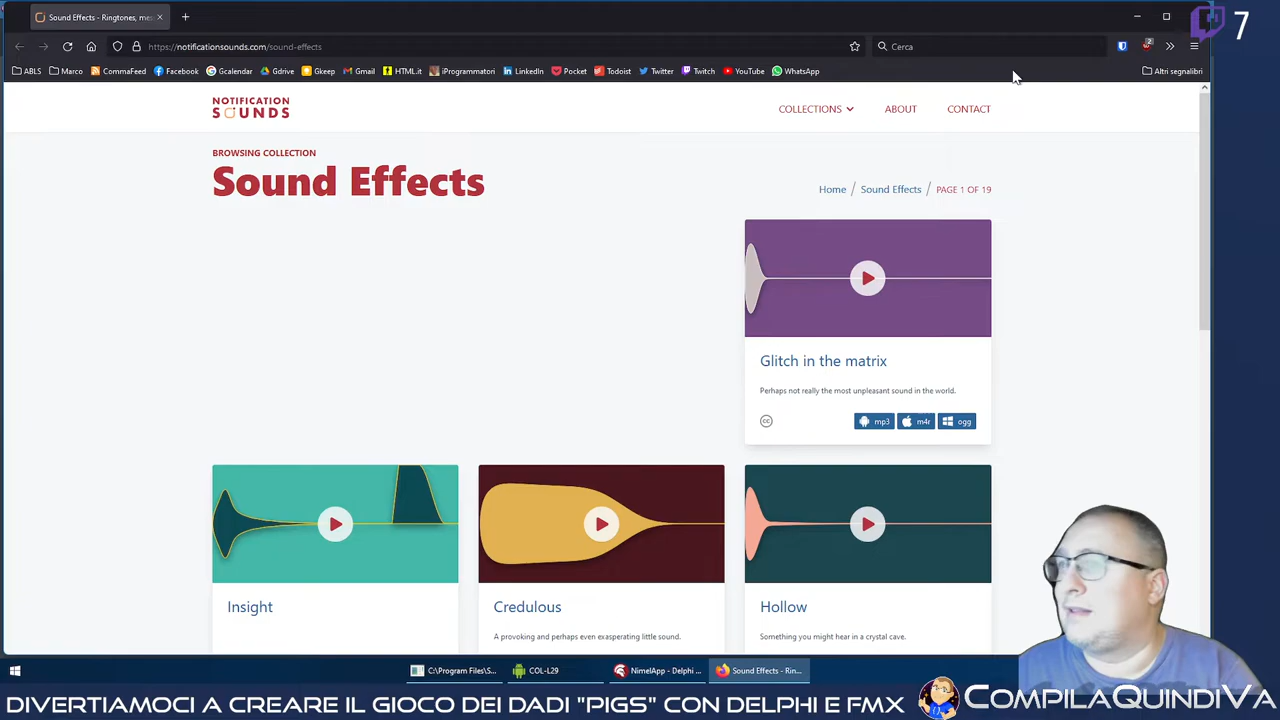 Sound Effects - Ringtones, mes
7
https://notificationsounds.com/sound-effects
Cerca
2
ABLS
Marco
CommaFeed
Facebook
Gcalendar
Gdrive
Gkeep
Gmail
HTML.it
iProgrammatori
LinkedIn
Pocket
Todoist
Twitter
Twitch
YouTube
WhatsApp
Altri segnalibri
NOTIFICATION
SOUNDS
COLLECTIONS
ABOUT
CONTACT
BROWSING COLLECTION
Sound Effects
Home / Sound Effects / PAGE 1 OF 19
Glitch in the matrix
Perhaps not really the most unpleasant sound in the world.
cc
mp3
m4r
ogg
Insight
Credulous
A provoking and perhaps even exasperating little sound.
Hollow
Something you might hear in a crystal cave.
C:\Program Files\S...
COL-L29
NimelApp - Delphi ...
Sound Effects - Rin...
DIVERTIAMOCI A CREARE IL GIOCO DEI DADI "PIGS" CON DELPHI E FMX
COMPILAQUINDIVA